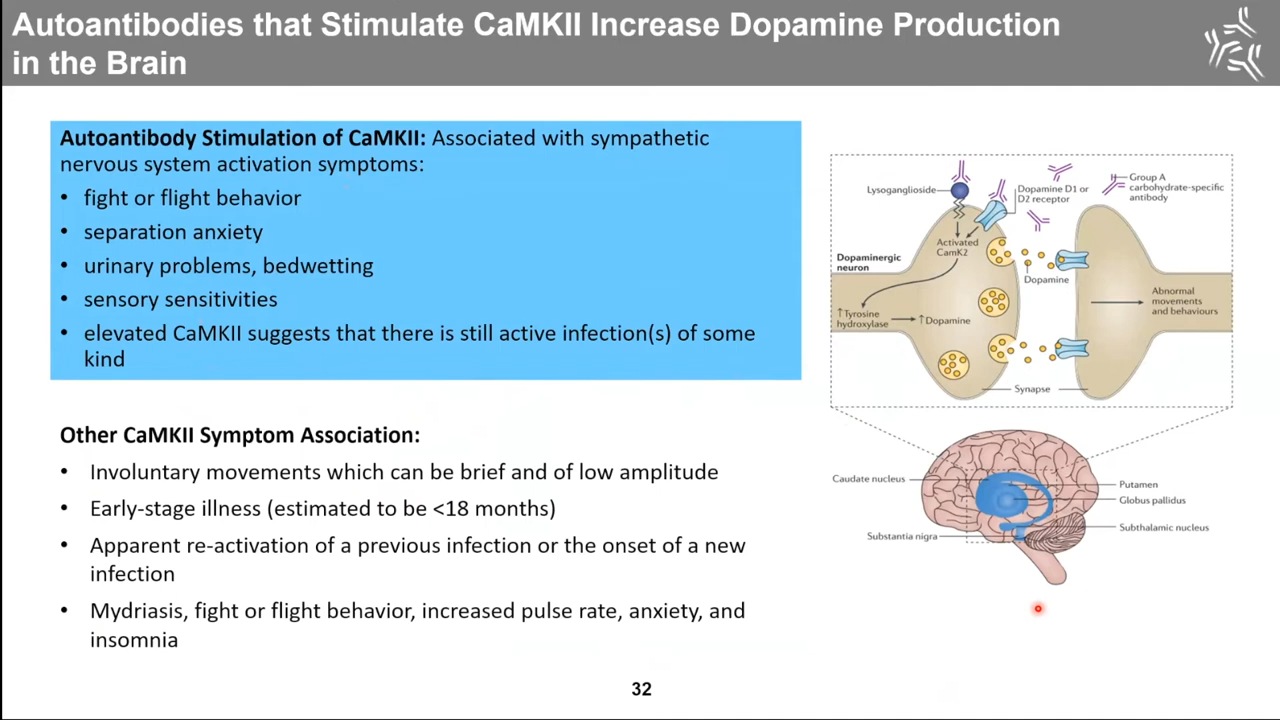 Autoantibodies that Stimulate CaMKII Increase Dopamine Production
in the Brain
Autoantibody Stimulation of CaMKII: Associated with sympathetic
nervous system activation symptoms:
• fight or flight behavior
• separation anxiety
• urinary problems, bedwetting
• sensory sensitivities
• elevated CaMKII suggests that there is still active infection(s) of some
kind
Other CaMKII Symptom Association:
• Involuntary movements which can be brief and of low amplitude
• Early-stage illness (estimated to be <18 months)
• Apparent re-activation of a previous infection or the onset of a new
infection
• Mydriasis, fight or flight behavior, increased pulse rate, anxiety, and
insomnia
Lysoganglioside
Dopamine D1 or
D2 receptor
Group A
carbohydrate-specific
antibody
Activated
CamK2
Dopaminergic
neuron
Dopamine
↑Tyrosine
hydroxylase
↑Dopamine
Abnormal
movements
and behaviours
Synapse
Caudate nucleus
Putamen
Globus pallidus
Subthalamic nucleus
Substantia nigra
32